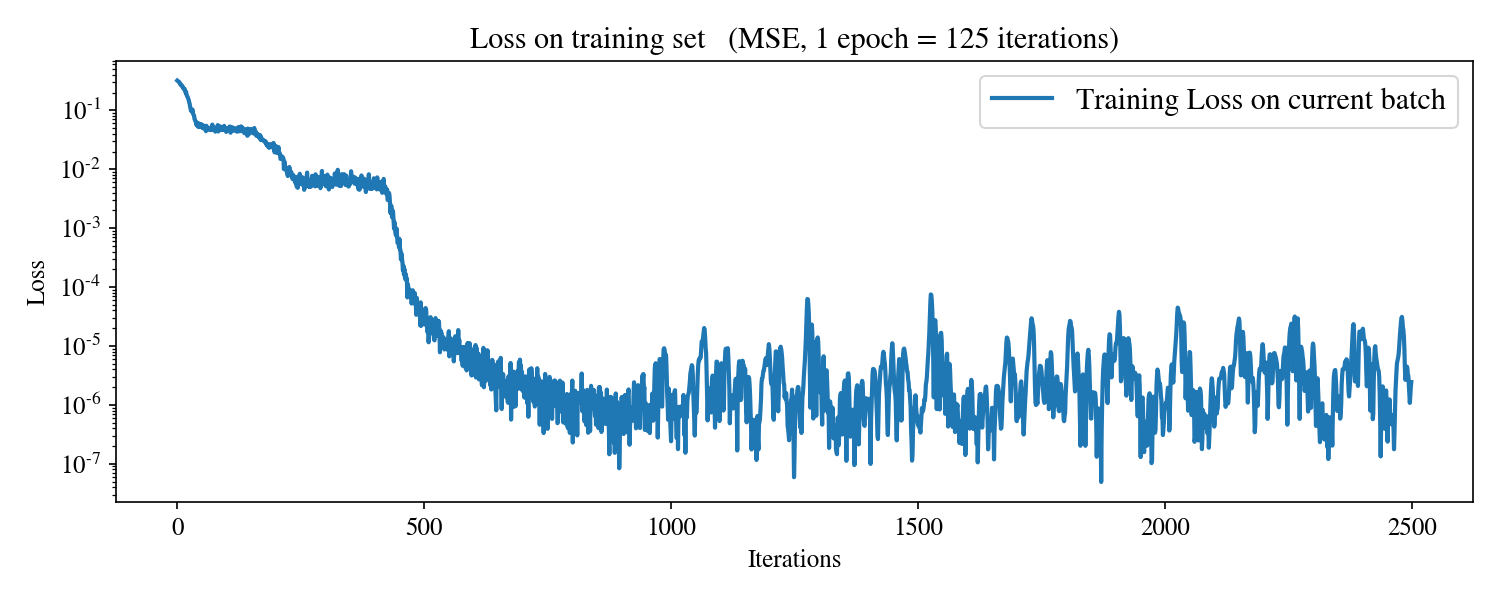 Loss on training set (MSE, 1 epoch = 125 iterations)
Training Loss on current batch
Loss
10^-1
10^-2
10^-3
10^-4
10^-5
10^-6
10^-7
0 500 1000 1500 2000 2500
Iterations